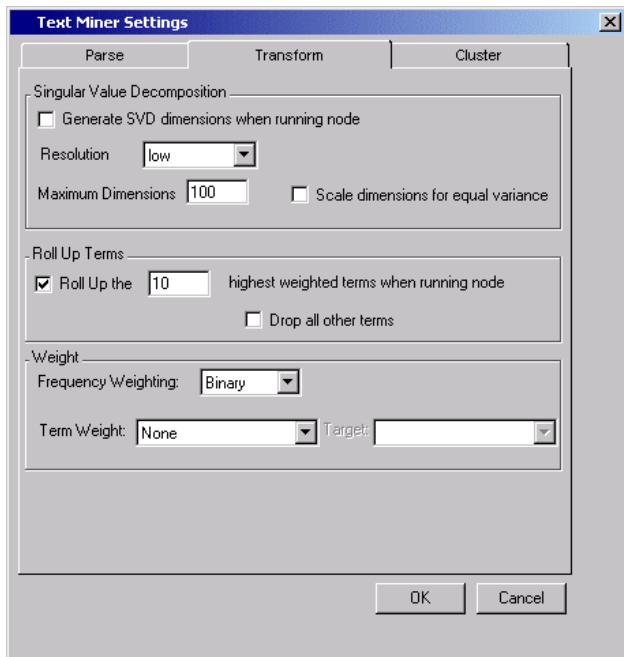 Text Miner Settings
Parse Transform Cluster
Singular Value Decomposition
Generate SVD dimensions when running node
Resolution low
Maximum Dimensions 100 Scale dimensions for equal variance
Roll Up Terms
Roll Up the 10 highest weighted terms when running node
Drop all other terms
Weight
Frequency Weighting: Binary
Term Weight: None Target:
OK Cancel